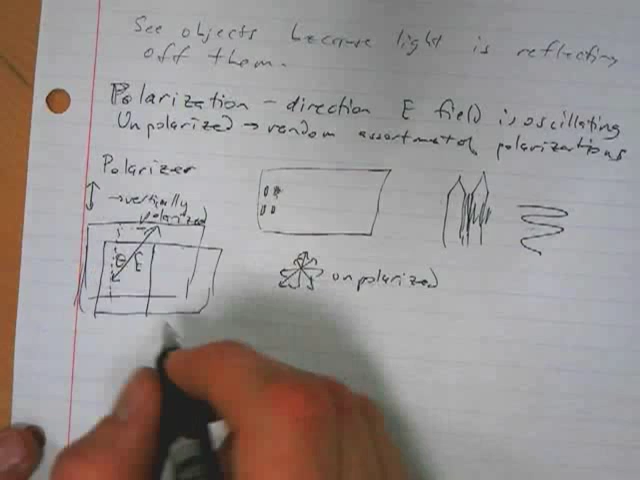 See objects because light is reflecting
off them.
Polarization - direction E field is oscillating
Unpolarized → random assortment of polarizations
Polarizer
→ vertically
polarized
θ E
unpolarized